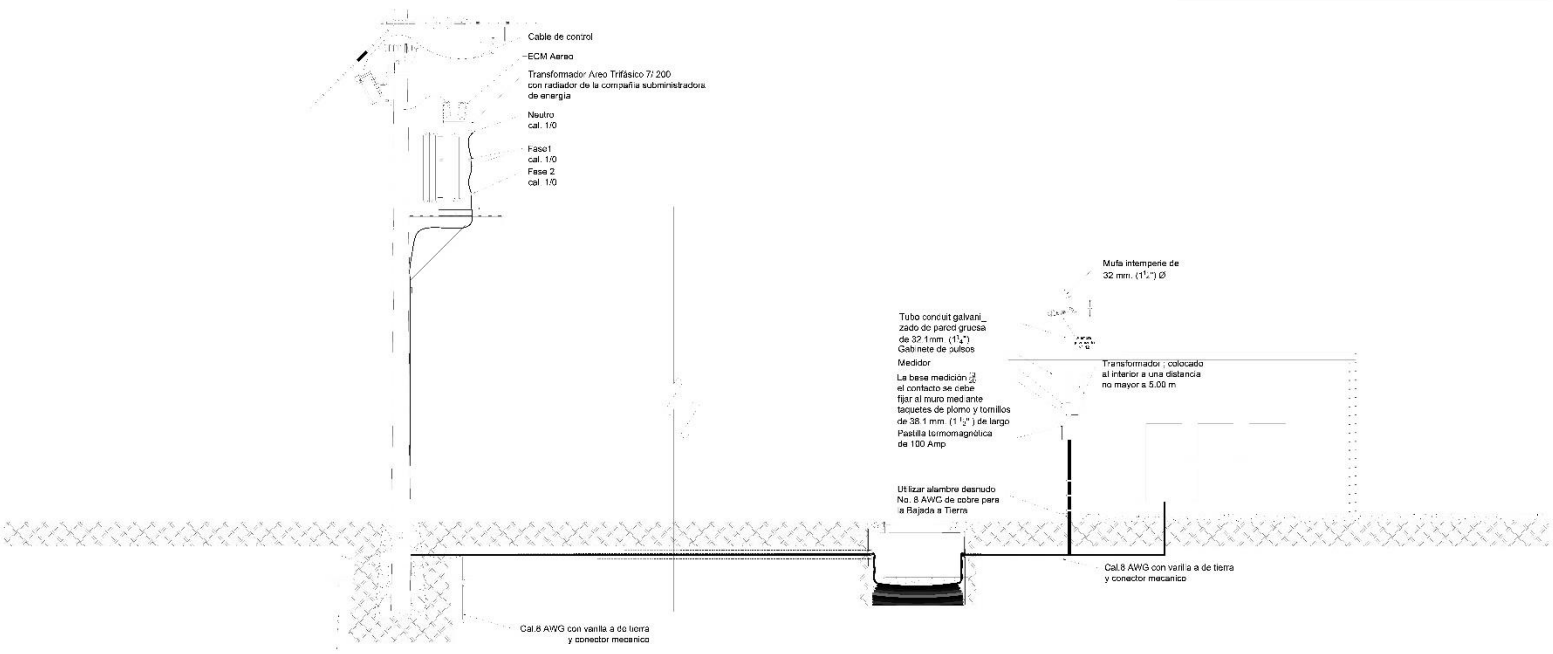 Cable de control
ECM Aereo
Transformador Areo Trifásico 7/ 200
con radiador de la compañia subministradora
de energia
Neutro
cal. 1/0
Fase1
cal. 1/0
Fase 2
cal 1/0
Mufa intemperie de
32 mm. (1¼") Ø
Tubo conduit galvani_
zado de pared gruesa
de 32.1mm. (1¼")
Gabinete de pulsos
Medidor
La base medición
el contacto se debe
fijar al muro mediante
taquetes de plomo y tornillos
de 38.1 mm. (1 ½" ) de largo
Pastilla termomagnética
de 100 Amp
Transformador ; colocado
al interior a una distancia
no mayor a 5.00 m
Utilizar alambre desnudo
No. 8 AWG de cobre para
la Bajada a Tierra
Cal.8 AWG con varilla a de tierra
y conector mecanico
Cal.8 AWG con varilla a de tierra
y conector mecanico